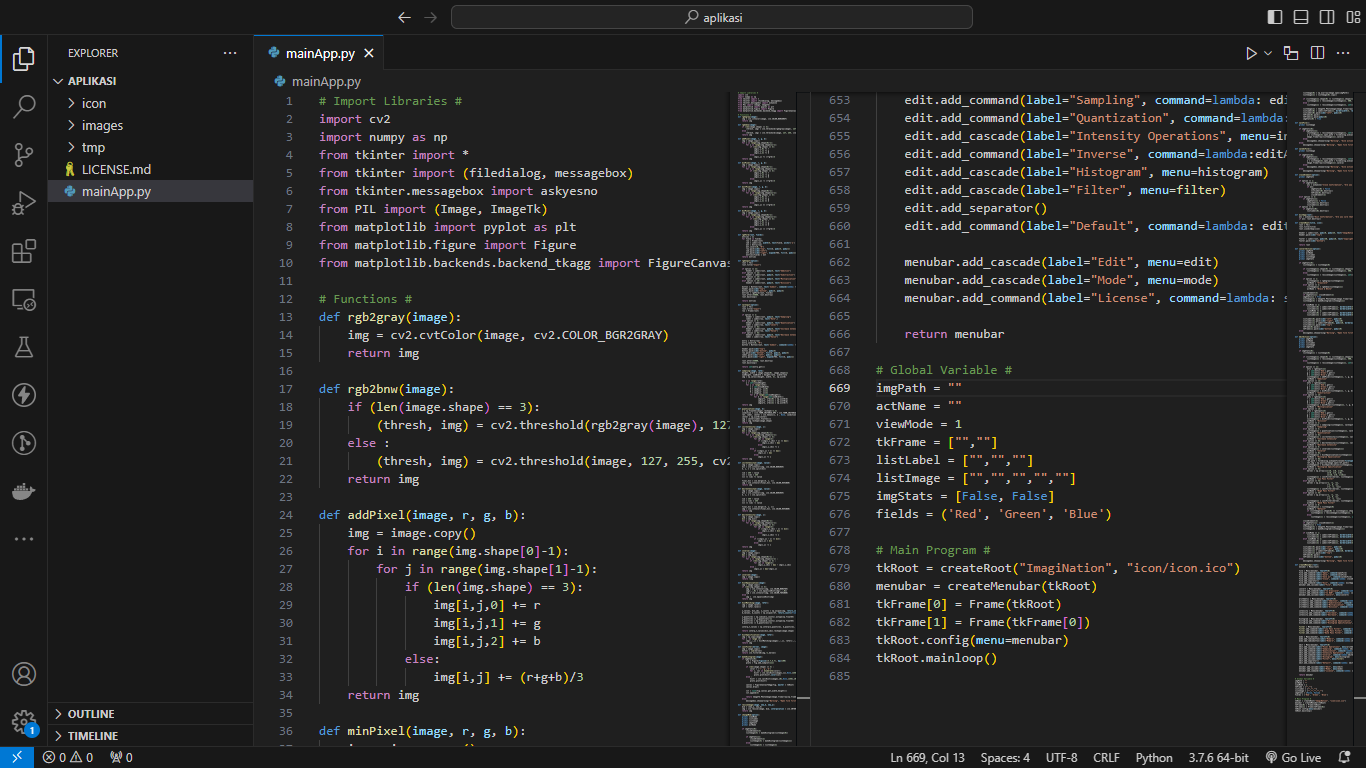 aplikasi
EXPLORER
APLIKASI
icon
images
tmp
LICENSE.md
mainApp.py
OUTLINE
TIMELINE
1
mainApp.py
mainApp.py
1 # Import Libraries #
2 import cv2
3 import numpy as np
4 from tkinter import *
5 from tkinter import (filedialog, messagebox)
6 from tkinter.messagebox import askyesno
7 from PIL import (Image, ImageTk)
8 from matplotlib import pyplot as plt
9 from matplotlib.figure import Figure
10 from matplotlib.backends.backend_tkagg import FigureCanvas
11
12 # Functions #
13 def rgb2gray(image):
14 img = cv2.cvtColor(image, cv2.COLOR_BGR2GRAY)
15 return img
16
17 def rgb2bnw(image):
18 if (len(image.shape) == 3):
19 (thresh, img) = cv2.threshold(rgb2gray(image), 127
20 else :
21 (thresh, img) = cv2.threshold(image, 127, 255, cv2
22 return img
23
24 def addPixel(image, r, g, b):
25 img = image.copy()
26 for i in range(img.shape[0]-1):
27 for j in range(img.shape[1]-1):
28 if (len(img.shape) == 3):
29 img[i,j,0] += r
30 img[i,j,1] += g
31 img[i,j,2] += b
32 else:
33 img[i,j] += (r+g+b)/3
34 return img
35
36 def minPixel(image, r, g, b):
653 edit.add_command(label="Sampling", command=lambda: edi
654 edit.add_command(label="Quantization", command=lambda:
655 edit.add_cascade(label="Intensity Operations", menu=in
656 edit.add_command(label="Inverse", command=lambda:editA
657 edit.add_cascade(label="Histogram", menu=histogram)
658 edit.add_cascade(label="Filter", menu=filter)
659 edit.add_separator()
660 edit.add_command(label="Default", command=lambda: edit
661
662 menubar.add_cascade(label="Edit", menu=edit)
663 menubar.add_cascade(label="Mode", menu=mode)
664 menubar.add_command(label="License", command=lambda: s
665
666 return menubar
667
668 # Global Variable #
669 imgPath = ""
670 actName = ""
671 viewMode = 1
672 tkFrame = ["",""]
673 listLabel = ["","",""]
674 listImage = ["","","","",""]
675 imgStats = [False, False]
676 fields = ('Red', 'Green', 'Blue')
677
678 # Main Program #
679 tkRoot = createRoot("ImagiNation", "icon/icon.ico")
680 menubar = createMenubar(tkRoot)
681 tkFrame[0] = Frame(tkRoot)
682 tkFrame[1] = Frame(tkFrame[0])
683 tkRoot.config(menu=menubar)
684 tkRoot.mainloop()
685
0 0 0 Ln 669, Col 13 Spaces: 4 UTF-8 CRLF Python 3.7.6 64-bit Go Live